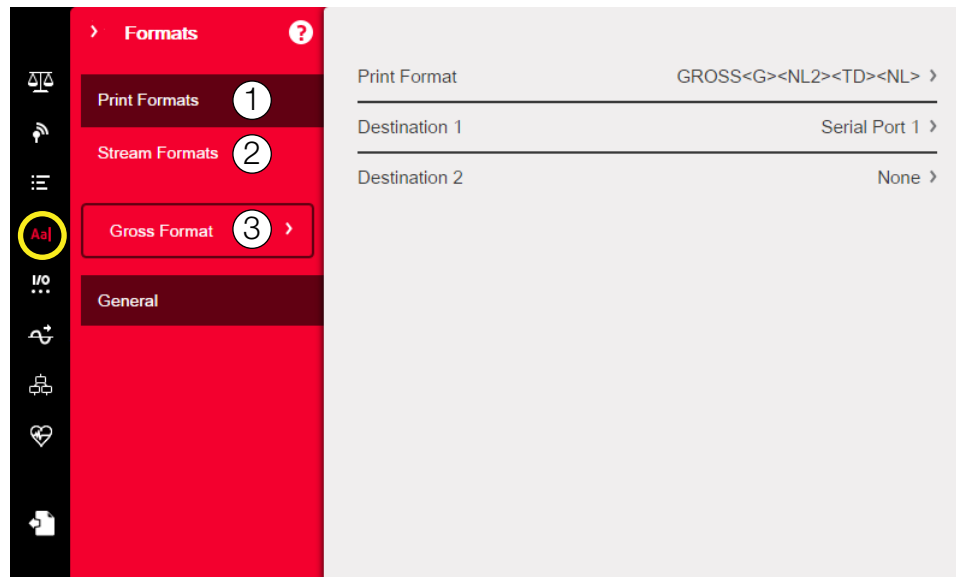 Formats
?
Print Formats 1
Stream Formats 2
Aa
Gross Format 3
I/O
General
Print Format GROSS<G><NL2><TD><NL>
Destination 1 Serial Port 1
Destination 2 None